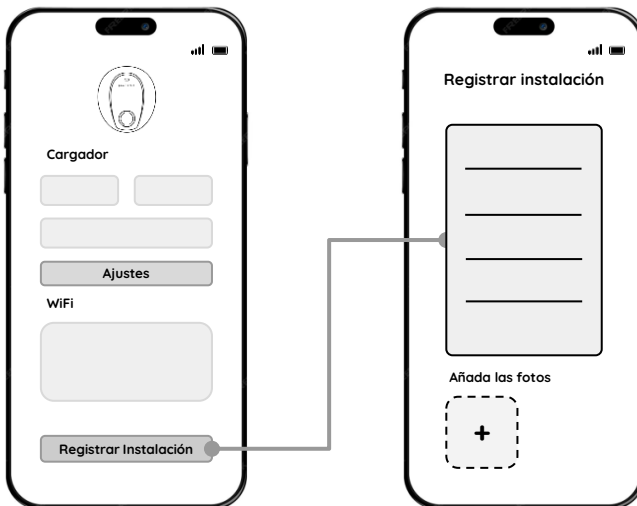 Cargador
Ajustes
WiFi
Registrar Instalación
Registrar instalación
Añada las fotos
+